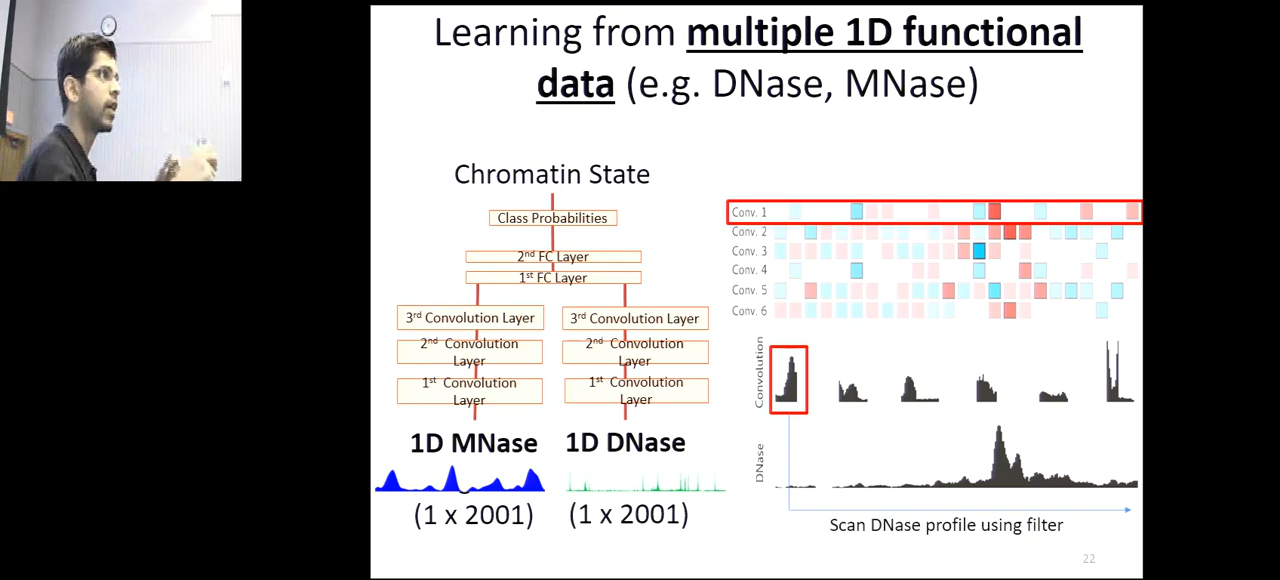 Learning from multiple 1D functional
data (e.g. DNase, MNase)
Chromatin State
Class Probabilities
2nd FC Layer
1st FC Layer
3rd Convolution Layer
3rd Convolution Layer
2nd Convolution
Layer
2nd Convolution
Layer
1st Convolution
Layer
1st Convolution
Layer
1D MNase
1D DNase
(1 x 2001)
(1 x 2001)
Conv. 1
Conv. 2
Conv. 3
Conv. 4
Conv. 5
Conv. 6
Convolution
DNase
Scan DNase profile using filter
22